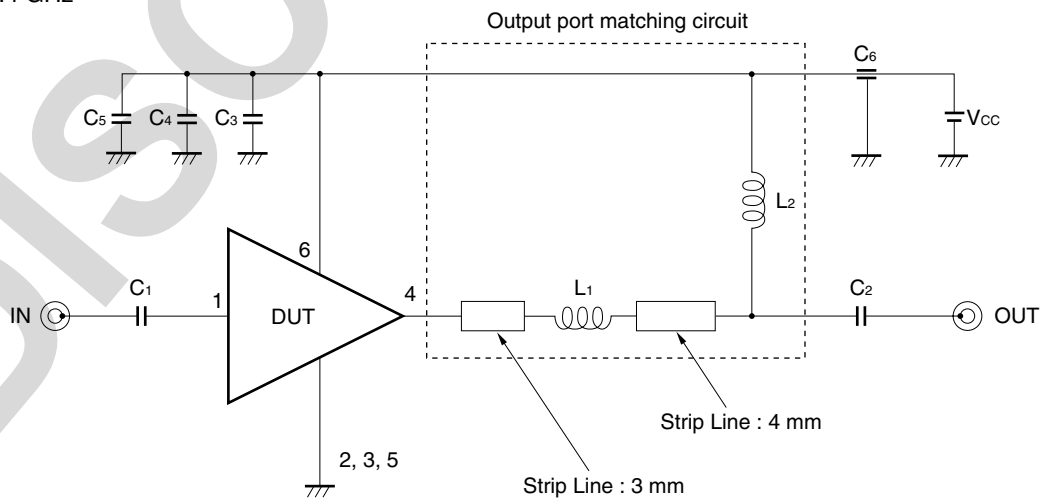 Output port matching circuit
C6
C5
C4
C3
VCC
L2
6
C1
1
4
L1
C2
IN
DUT
OUT
Strip Line : 4 mm
2, 3, 5
Strip Line : 3 mm